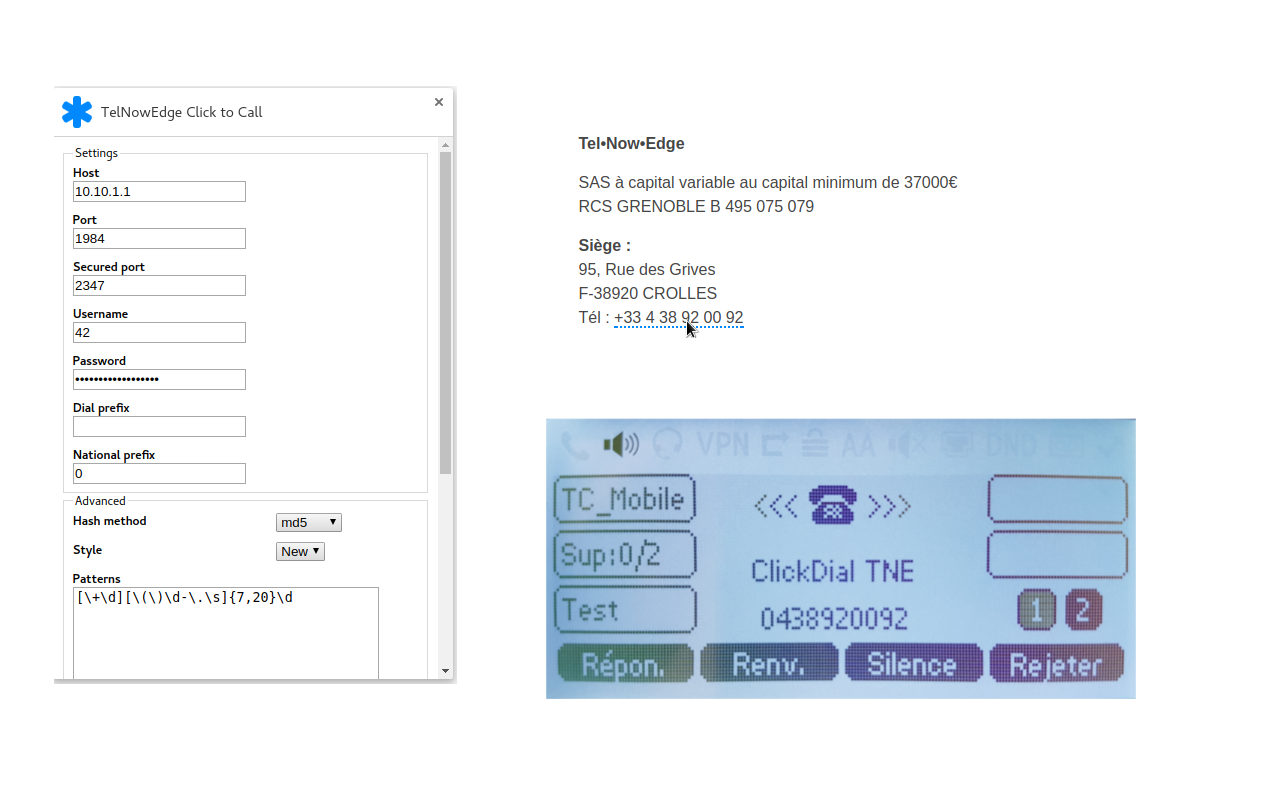 TelNowEdge Click to Call
×
Settings
Host
10.10.1.1
Port
1984
Secured port
2347
Username
42
Password
••••••••••••••••••
Dial prefix
National prefix
0
Advanced
Hash method
md5
Style
New
Patterns
[\+\d][\(\)\d-\.\s]{7,20}\d
Tel•Now•Edge
SAS à capital variable au capital minimum de 37000€
RCS GRENOBLE B 495 075 079
Siège :
95, Rue des Grives
F-38920 CROLLES
Tél : +33 4 38 92 00 92
VPN AA DND
TC_Mobile
<<< >>>
Sup:0/2
ClickDial TNE
Test
0438920092
1 2
Répon. Renv. Silence Rejeter